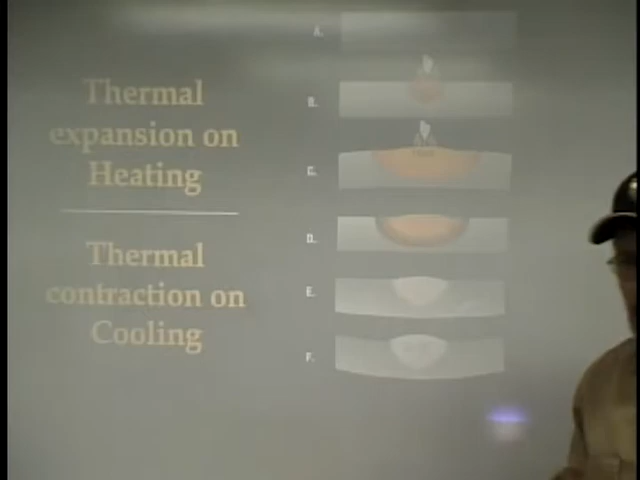 Thermal
expansion on
Heating
Thermal
contraction on
Cooling
A.
B.
C.
D.
E.
F.